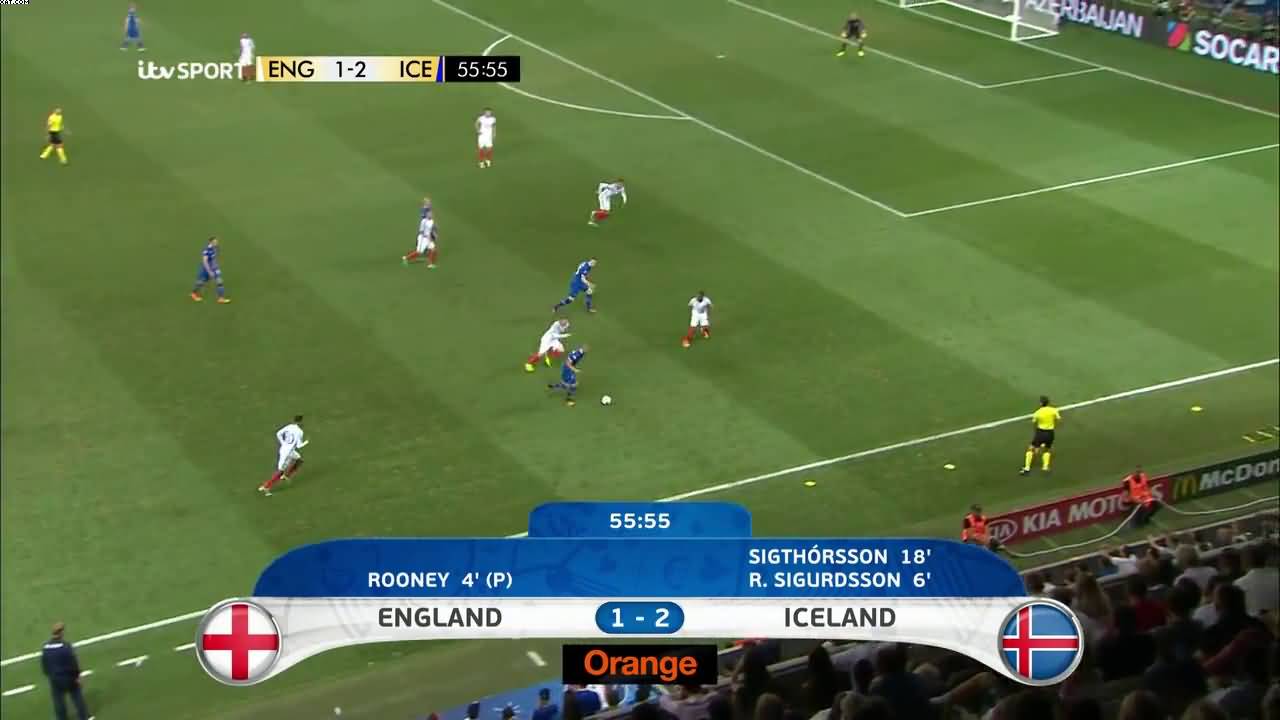 AZERBAIJAN
SOCAR
itv SPORT ENG 1-2 ICE 55:55
McDon
KIA MOTORS
55:55
SIGTHÓRSSON 18'
ROONEY 4' (P)
R. SIGURDSSON 6'
ENGLAND 1 - 2 ICELAND
Orange